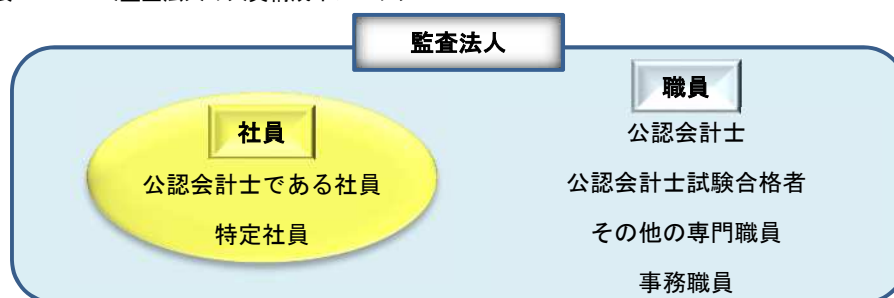 監査法人
社員
公認会計士である社員
特定社員
職員
公認会計士
公認会計士試験合格者
その他の専門職員
事務職員